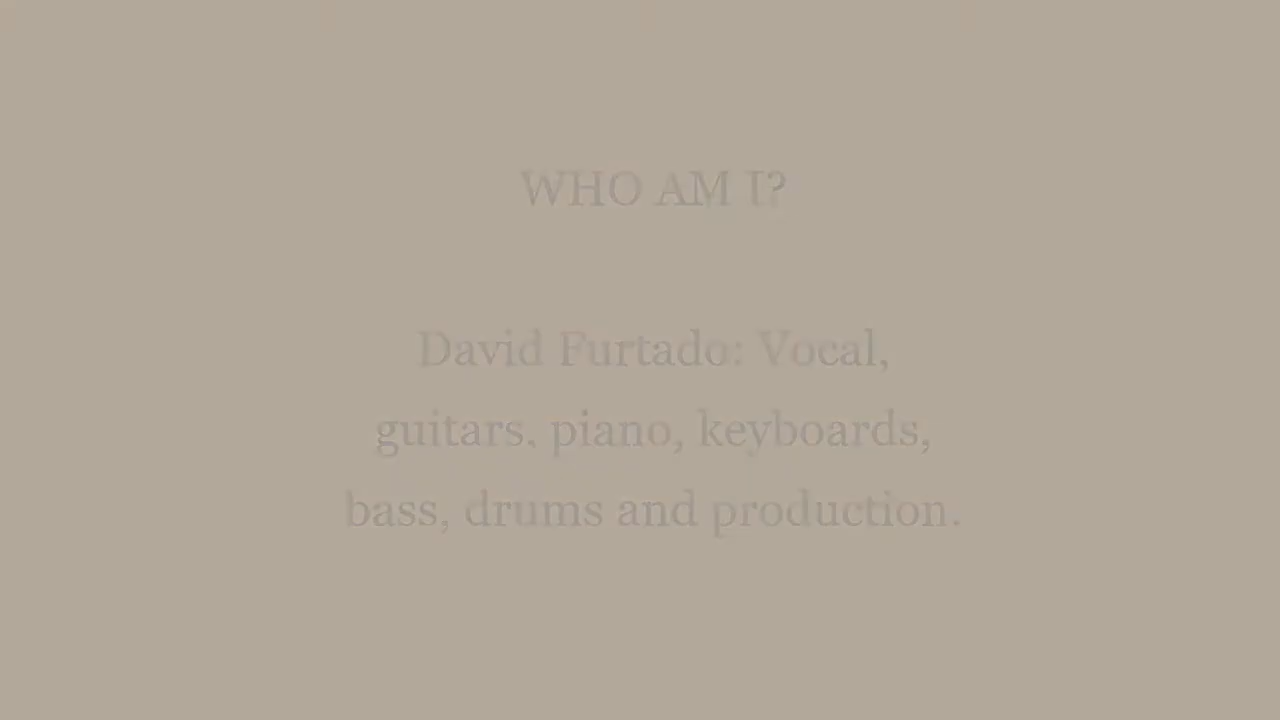 WHO AM I?
David Furtado: Vocal,
guitars, piano, keyboards,
bass, drums and production.